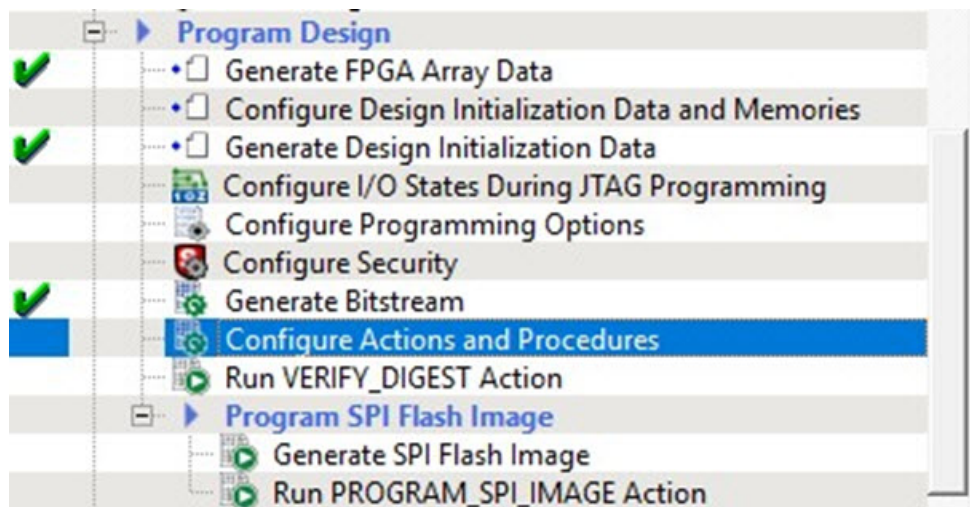 Program Design
Generate FPGA Array Data
Configure Design Initialization Data and Memories
Generate Design Initialization Data
Configure I/O States During JTAG Programming
Configure Programming Options
Configure Security
Generate Bitstream
Configure Actions and Procedures
Run VERIFY_DIGEST Action
Program SPI Flash Image
Generate SPI Flash Image
Run PROGRAM_SPI_IMAGE Action